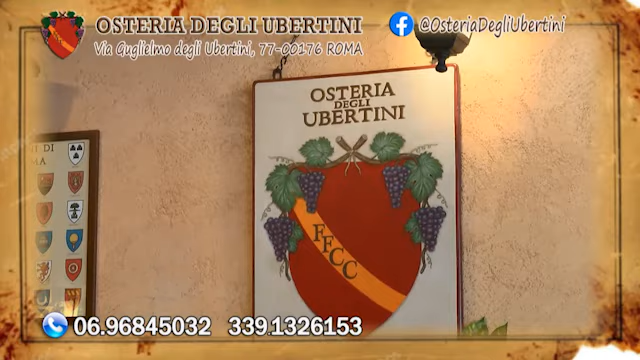 OSTERIA DEGLI UBERTINI
Via Guglielmo degli Ubertini, 77-00176 ROMA
@OsteriaDegliUbertini
OSTERIA
DEGLI
UBERTINI
FFCC
06.96845032 339.1326153